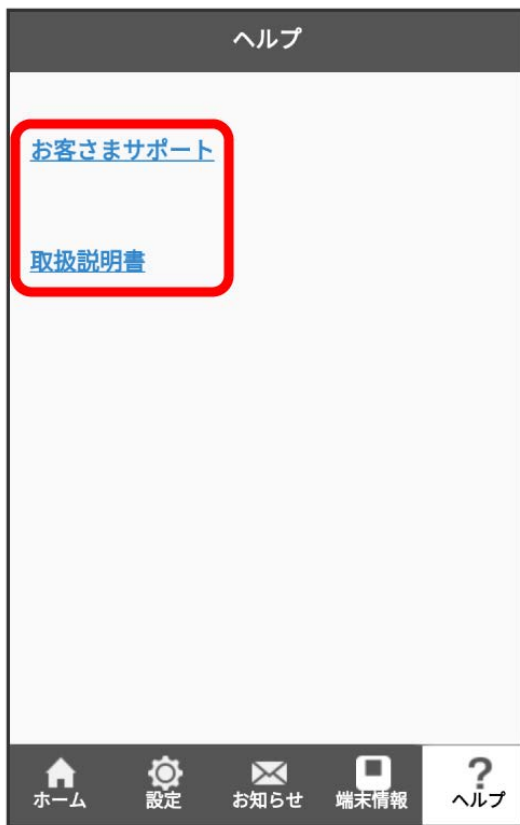 ヘルプ
お客さまサポート
取扱説明書
ホーム
設定
お知らせ
端末情報
ヘルプ